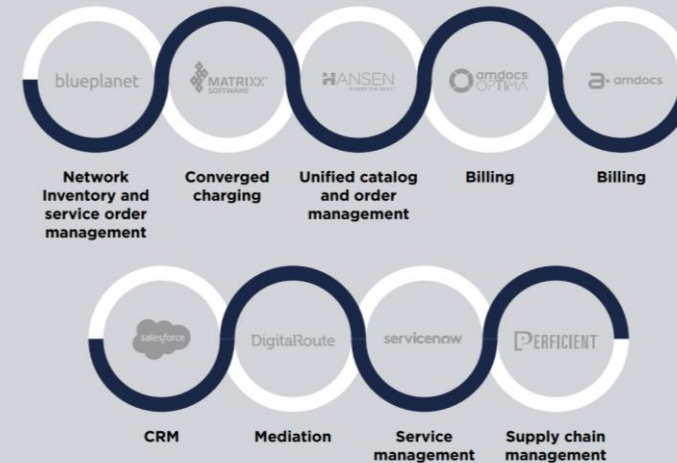 blueplanet
MATRIXX
SOFTWARE
HANSEN
amdocs
OPTIMA
a. amdocs
Network
Inventory and
service order
management
Converged
charging
Unified catalog
and order
management
Billing
Billing
salesforce
DigitalRoute
servicenow
PERFICIENT
CRM
Mediation
Service
management
Supply chain
management